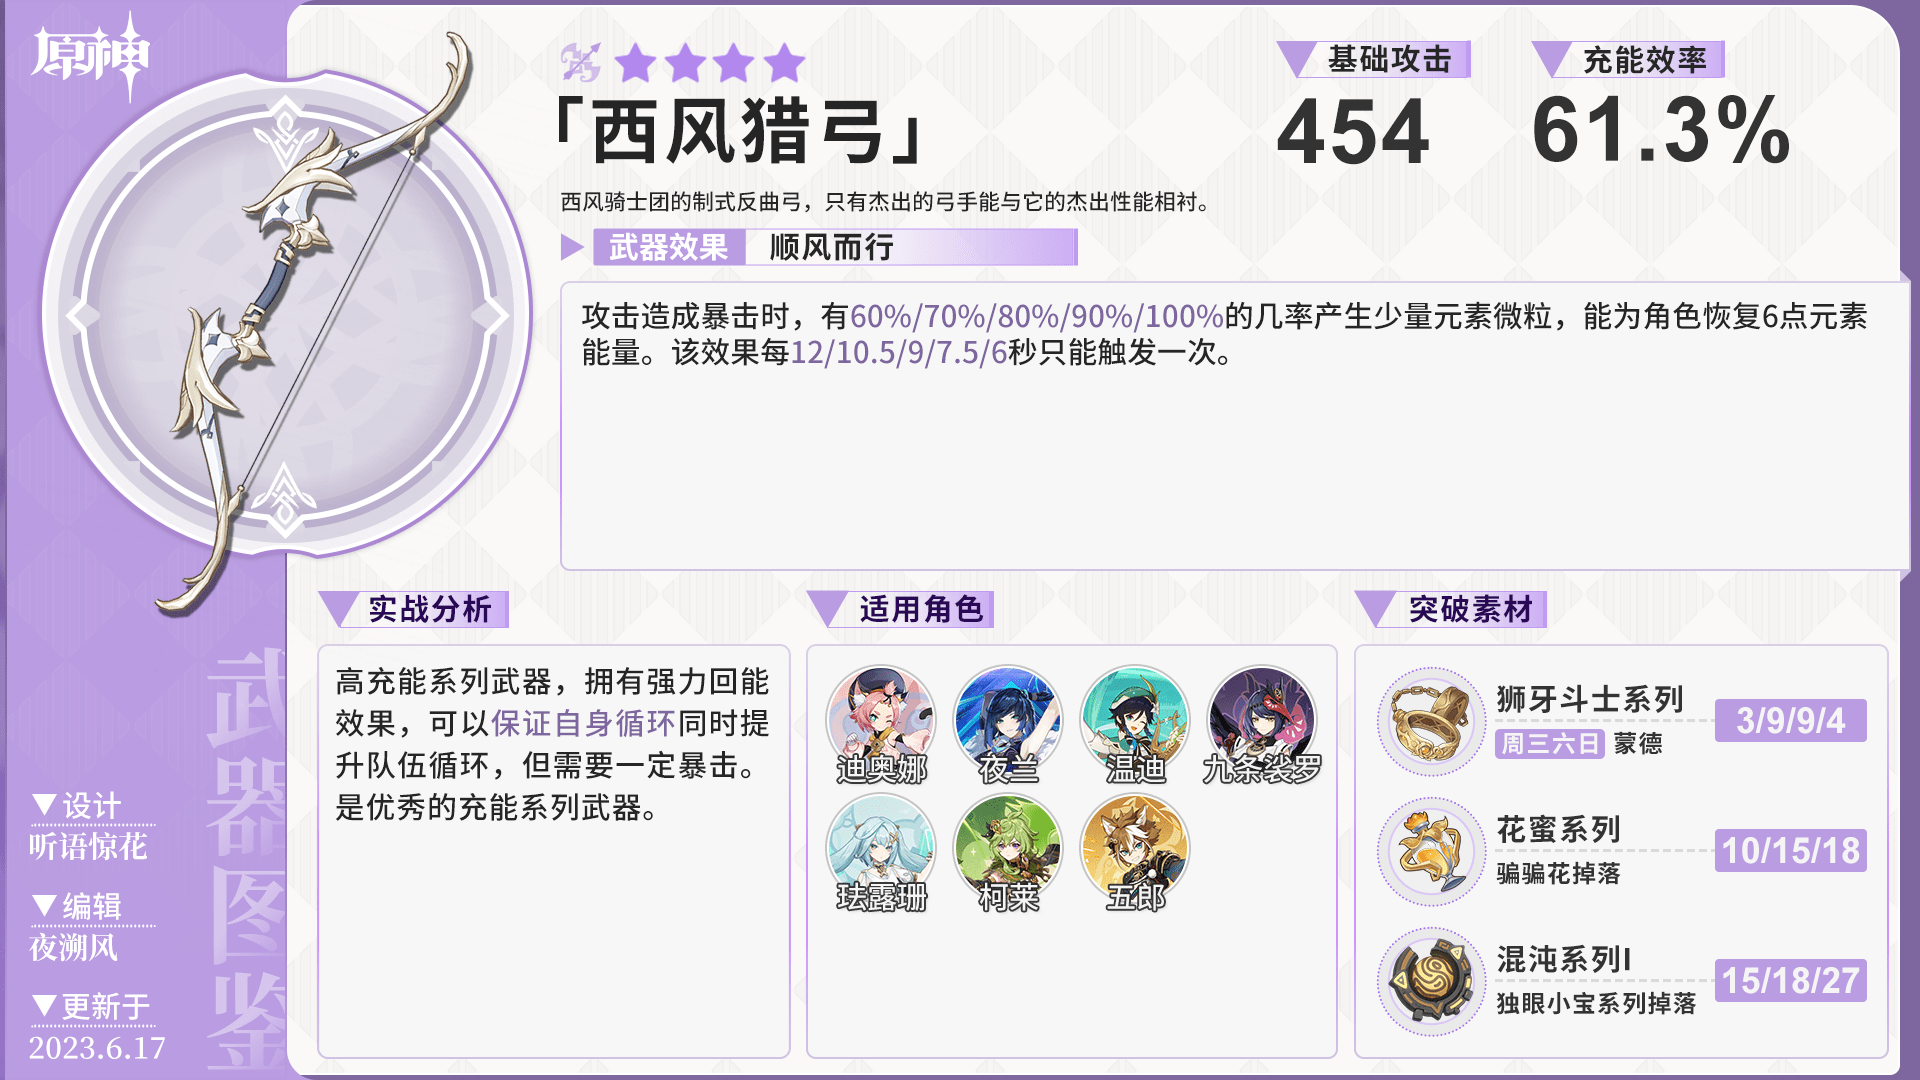 原神
「西风猎弓」
基础攻击
454
充能效率
61.3%
西风骑士团的制式反曲弓，只有杰出的弓手能与它的杰出性能相衬。
武器效果 顺风而行
攻击造成暴击时，有60%/70%/80%/90%/100%的几率产生少量元素微粒，能为角色恢复6点元素
能量。该效果每12/10.5/9/7.5/6秒只能触发一次。
实战分析
高充能系列武器，拥有强力回能
效果，可以保证自身循环同时提
升队伍循环，但需要一定暴击。
是优秀的充能系列武器。
适用角色
迪奥娜 夜兰 温迪 九条裟罗
珐露珊 柯莱 五郎
突破素材
狮牙斗士系列
周三六日 蒙德
3/9/9/4
花蜜系列
骗骗花掉落
10/15/18
混沌系列I
独眼小宝系列掉落
15/18/27
武器图鉴
▼设计
听语惊花
▼编辑
夜溯风
▼更新于
2023.6.17